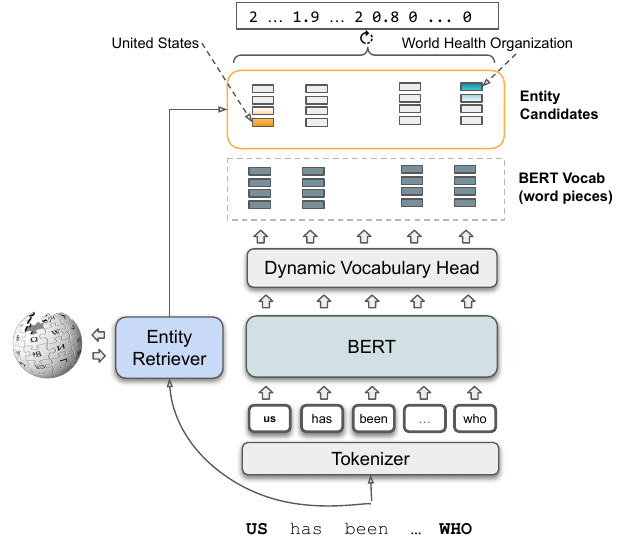 2 ... 1.9 ... 2 0.8 0 ... 0
United States
World Health Organization
Entity
Candidates
BERT Vocab
(word pieces)
Dynamic Vocabulary Head
Entity
Retriever
BERT
us has been ... who
Tokenizer
US has been ... WHO